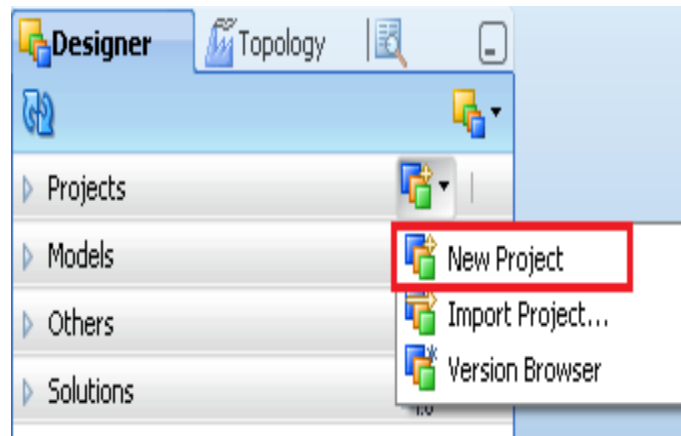 Designer
Topology
Projects
New Project
Models
Import Project...
Others
Version Browser
Solutions